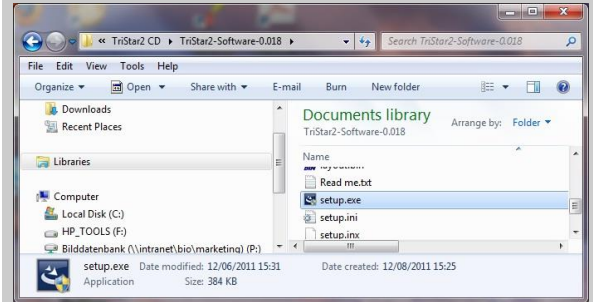 « TriStar2 CD ▸ TriStar2-Software-0.018 ▸ Search TriStar2-Software-0.018
File Edit View Tools Help
Organize ▾ Open ▾ Share with ▾ E-mail Burn New folder
Downloads
Recent Places
Libraries
Computer
Local Disk (C:)
HP_TOOLS (F:)
Bilddatenbank (\\intranet\bio\marketing) (P:)
Documents library
TriStar2-Software-0.018
Arrange by: Folder ▾
Name
layout.bin
Read me.txt
setup.exe
setup.ini
setup.inx
setup.exe Date modified: 12/06/2011 15:31 Date created: 12/08/2011 15:25
Application Size: 384 KB